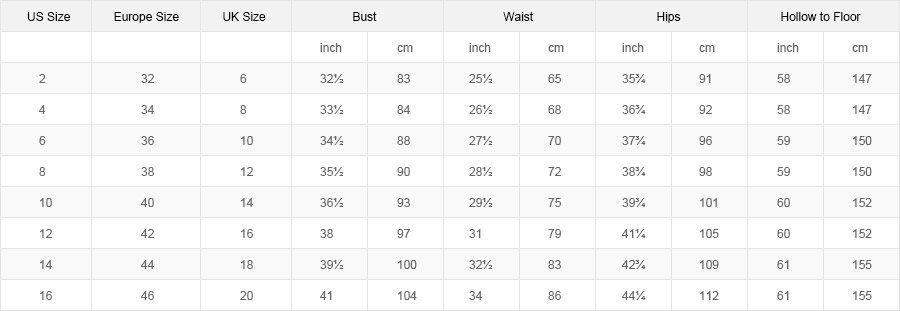 US Size Europe Size UK Size Bust Waist Hips Hollow to Floor
inch cm inch cm inch cm inch cm
2 32 6 32½ 83 25½ 65 35¾ 91 58 147
4 34 8 33½ 84 26½ 68 36¾ 92 58 147
6 36 10 34½ 88 27½ 70 37¾ 96 59 150
8 38 12 35½ 90 28½ 72 38¾ 98 59 150
10 40 14 36½ 93 29½ 75 39¾ 101 60 152
12 42 16 38 97 31 79 41¼ 105 60 152
14 44 18 39½ 100 32½ 83 42¾ 109 61 155
16 46 20 41 104 34 86 44¼ 112 61 155